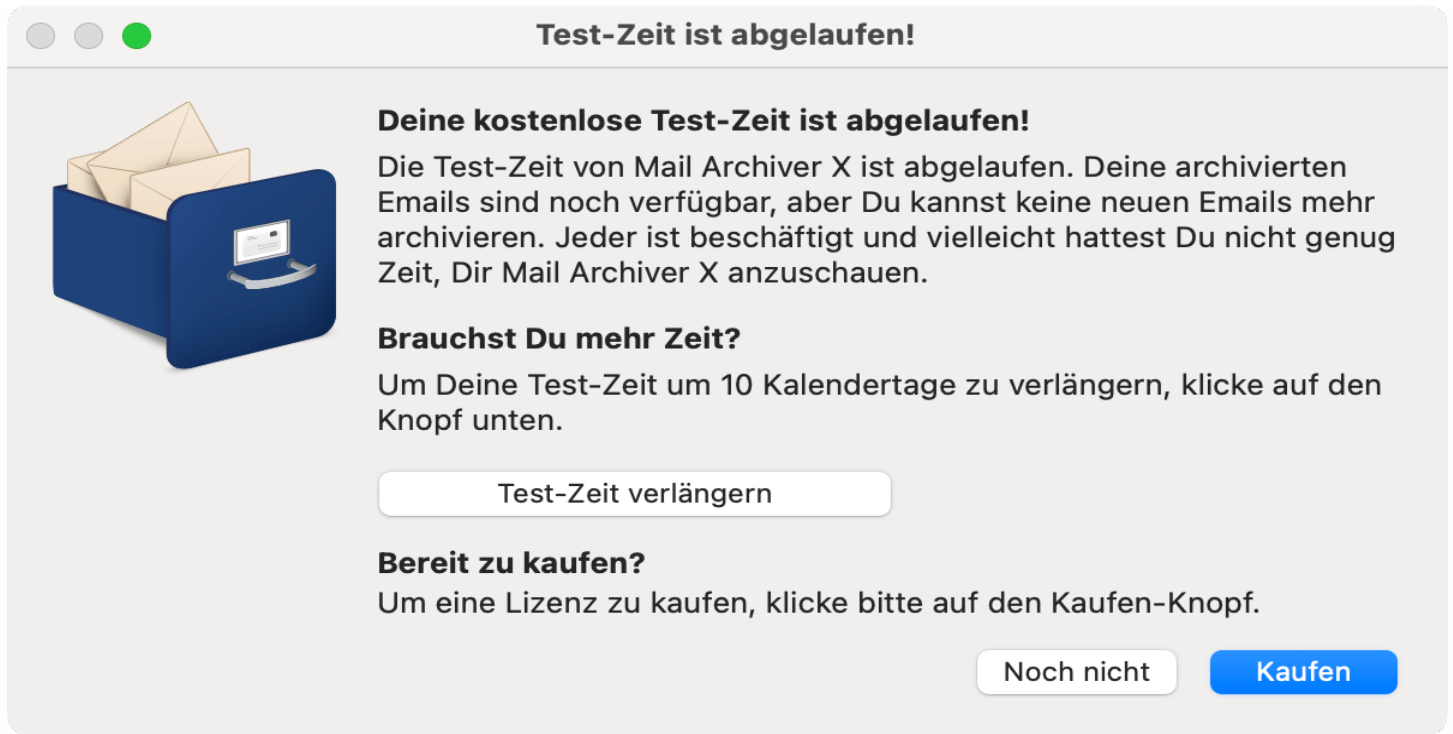 Test-Zeit ist abgelaufen!
Deine kostenlose Test-Zeit ist abgelaufen!
Die Test-Zeit von Mail Archiver X ist abgelaufen. Deine archivierten
Emails sind noch verfügbar, aber Du kannst keine neuen Emails mehr
archivieren. Jeder ist beschäftigt und vielleicht hattest Du nicht genug
Zeit, Dir Mail Archiver X anzuschauen.
Brauchst Du mehr Zeit?
Um Deine Test-Zeit um 10 Kalendertage zu verlängern, klicke auf den
Knopf unten.
Test-Zeit verlängern
Bereit zu kaufen?
Um eine Lizenz zu kaufen, klicke bitte auf den Kaufen-Knopf.
Noch nicht
Kaufen